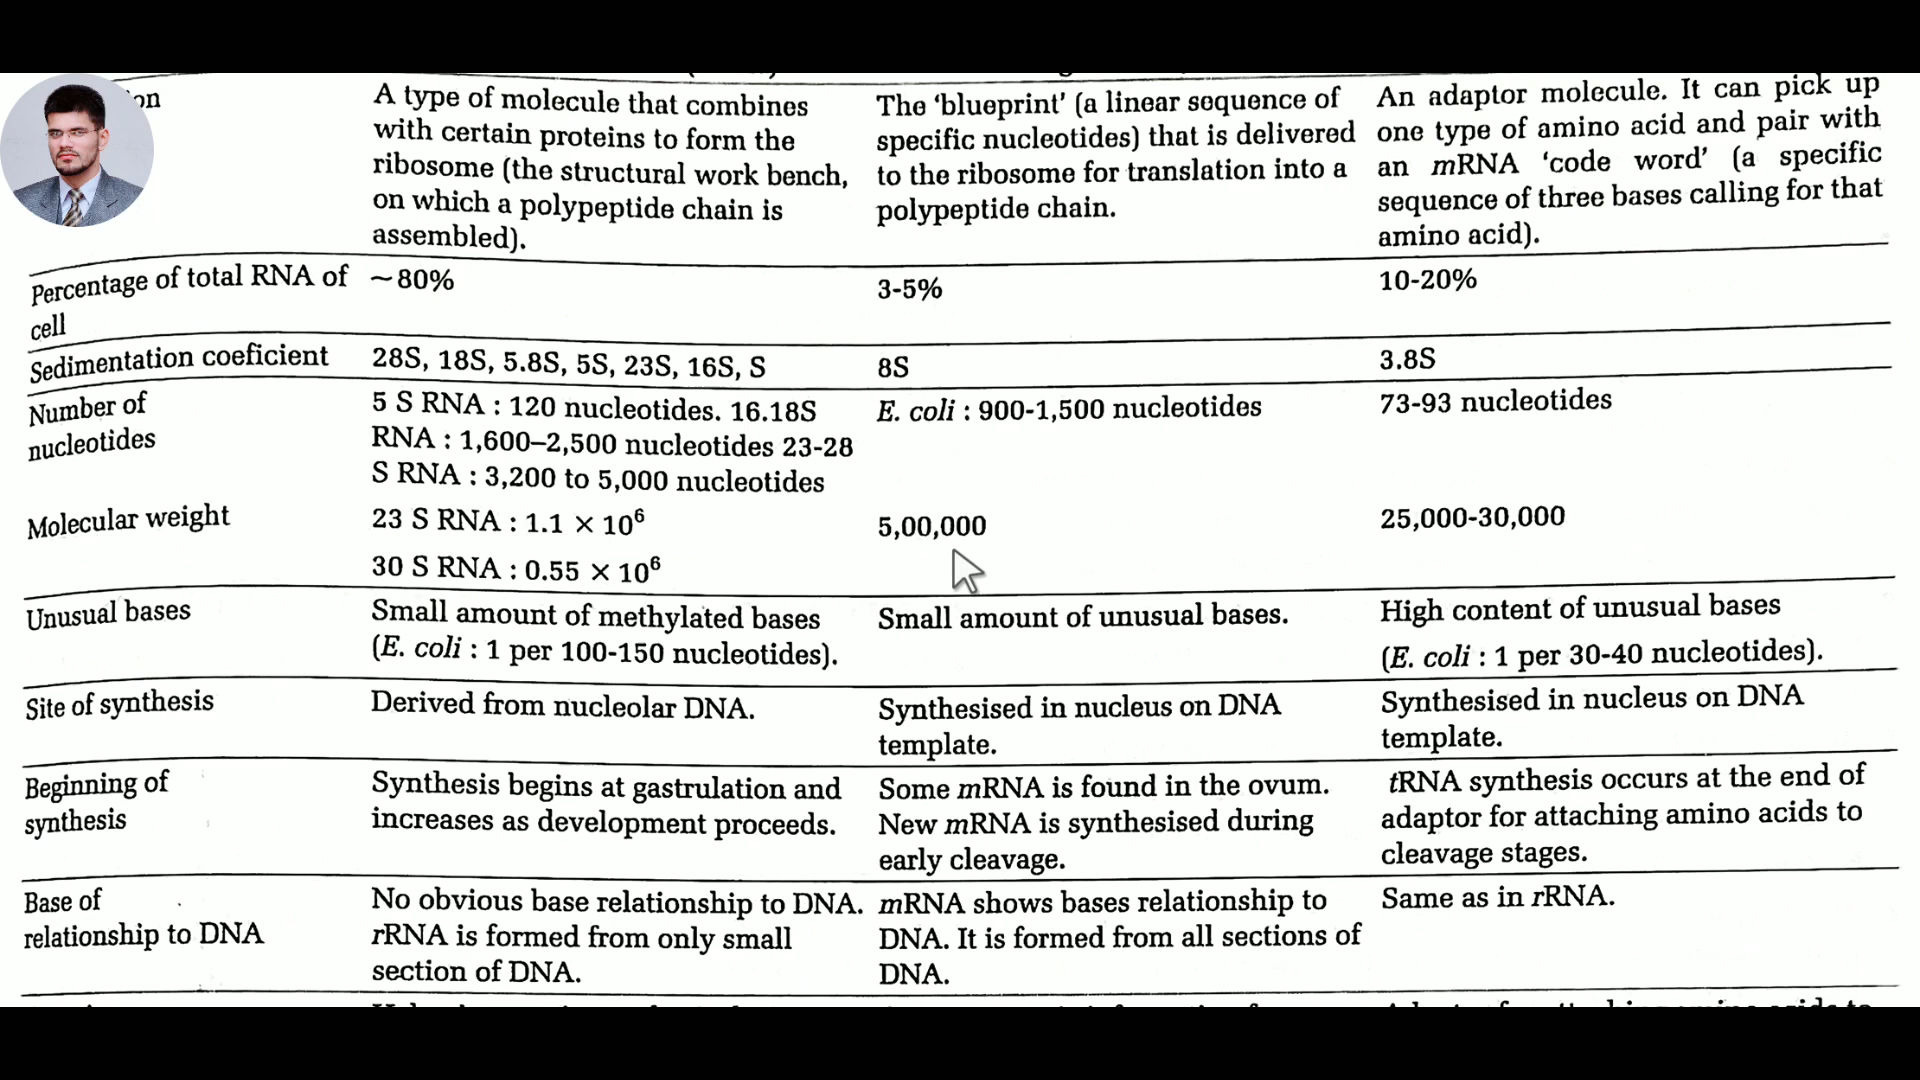 on
A type of molecule that combines
with certain proteins to form the
ribosome (the structural work bench,
on which a polypeptide chain is
assembled).
The ‘blueprint’ (a linear sequence of
specific nucleotides) that is delivered
to the ribosome for translation into a
polypeptide chain.
An adaptor molecule. It can pick up
one type of amino acid and pair with
an mRNA ‘code word’ (a specific
sequence of three bases calling for that
amino acid).
Percentage of total RNA of
cell
~80%
3-5%
10-20%
Sedimentation coeficient
28S, 18S, 5.8S, 5S, 23S, 16S, S
8S
3.8S
Number of
nucleotides
5 S RNA : 120 nucleotides. 16.18S
RNA : 1,600–2,500 nucleotides 23-28
S RNA : 3,200 to 5,000 nucleotides
E. coli : 900-1,500 nucleotides
73-93 nucleotides
Molecular weight
23 S RNA : 1.1 × 10⁶
30 S RNA : 0.55 × 10⁶
5,00,000
25,000-30,000
Unusual bases
Small amount of methylated bases
(E. coli : 1 per 100-150 nucleotides).
Small amount of unusual bases.
High content of unusual bases
(E. coli : 1 per 30-40 nucleotides).
Site of synthesis
Derived from nucleolar DNA.
Synthesised in nucleus on DNA
template.
Synthesised in nucleus on DNA
template.
Beginning of
synthesis
Synthesis begins at gastrulation and
increases as development proceeds.
Some mRNA is found in the ovum.
New mRNA is synthesised during
early cleavage.
tRNA synthesis occurs at the end of
adaptor for attaching amino acids to
cleavage stages.
Base of
relationship to DNA
No obvious base relationship to DNA.
rRNA is formed from only small
section of DNA.
mRNA shows bases relationship to
DNA. It is formed from all sections of
DNA.
Same as in rRNA.